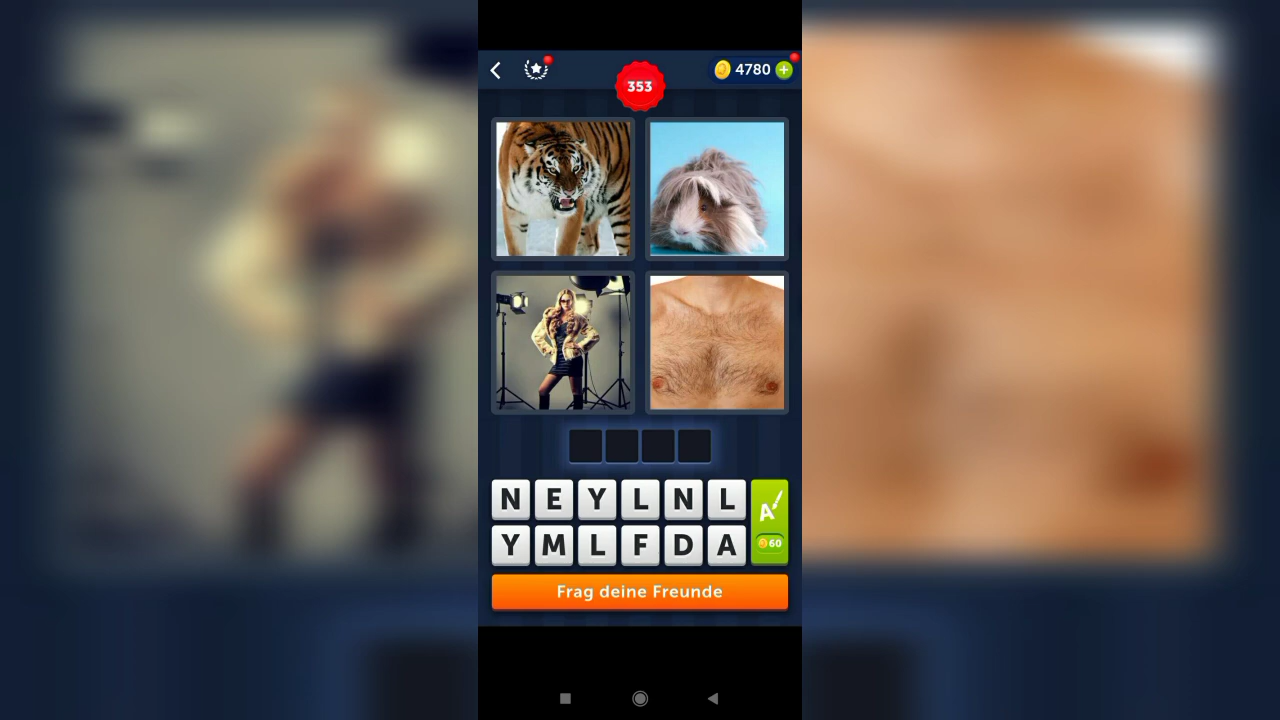 4780
353
N E Y L N L
A
Y M L F D A
60
Frag deine Freunde